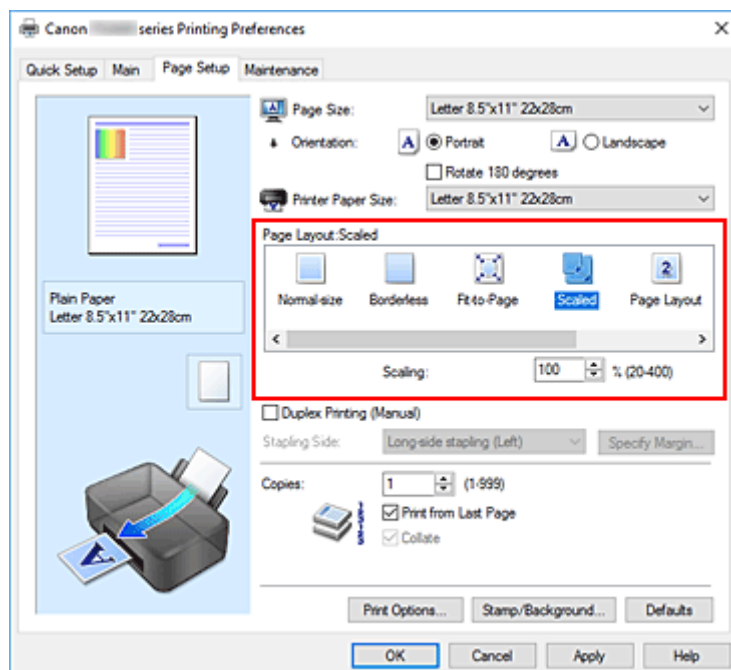 Canon series Printing Preferences
Quick Setup Main Page Setup Maintenance
Page Size: Letter 8.5"x11" 22x28cm
Orientation: A Portrait A Landscape
Rotate 180 degrees
Printer Paper Size: Letter 8.5"x11" 22x28cm
Page Layout:Scaled
Normal-size Borderless Fit-to-Page Scaled Page Layout
Plain Paper
Letter 8.5"x11" 22x28cm
Scaling: 100 % (20-400)
Duplex Printing (Manual)
Stapling Side: Long-side stapling (Left) Specify Margin...
Copies: 1 (1-999)
Print from Last Page
Collate
Print Options... Stamp/Background... Defaults
OK Cancel Apply Help